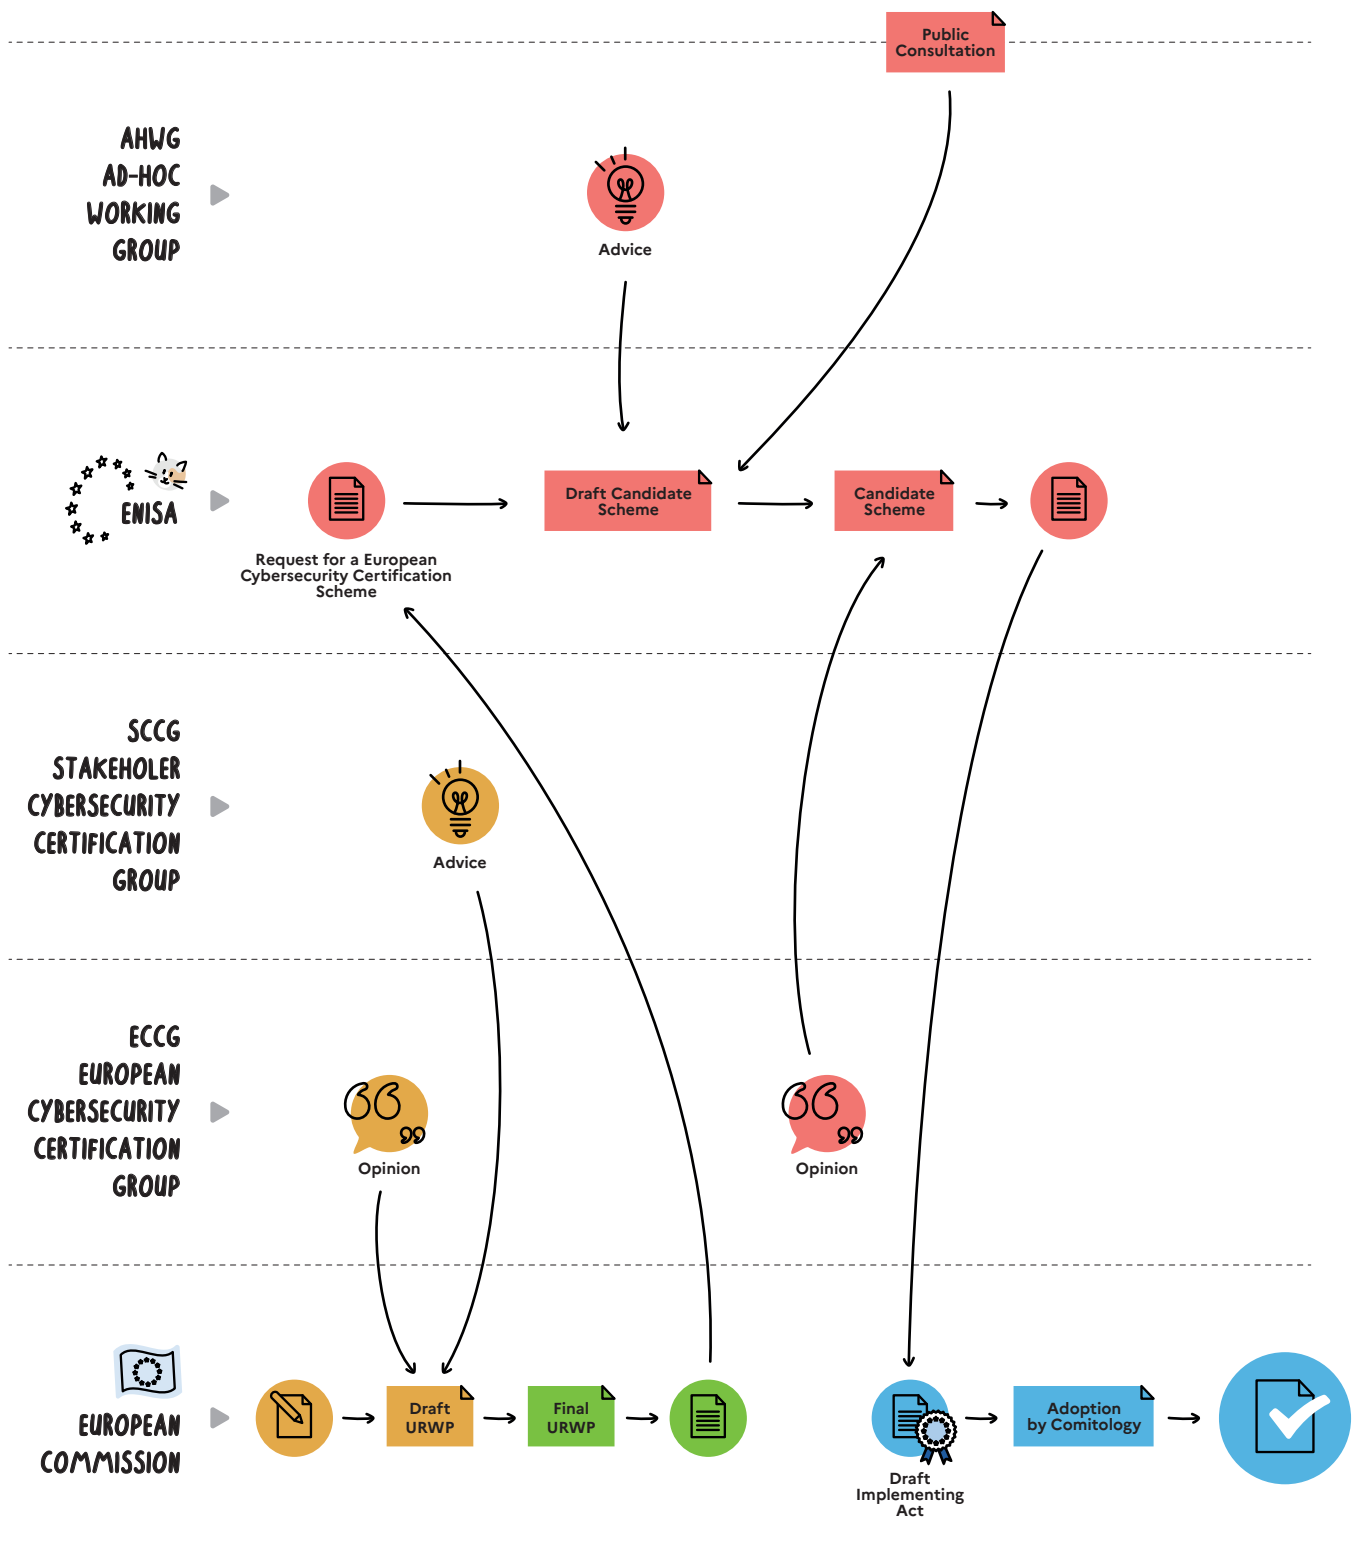 Public
Consultation
AHWG
AD-HOC
WORKING
GROUP
Advice
ENISA
Request for a European
Cybersecurity Certification
Scheme
Draft Candidate
Scheme
Candidate
Scheme
SCCG
STAKEHOLER
CYBERSECURITY
CERTIFICATION
GROUP
Advice
ECCG
EUROPEAN
CYBERSECURITY
CERTIFICATION
GROUP
Opinion
Opinion
EUROPEAN
COMMISSION
Draft
URWP
Final
URWP
Draft
Implementing
Act
Adoption
by Comitology